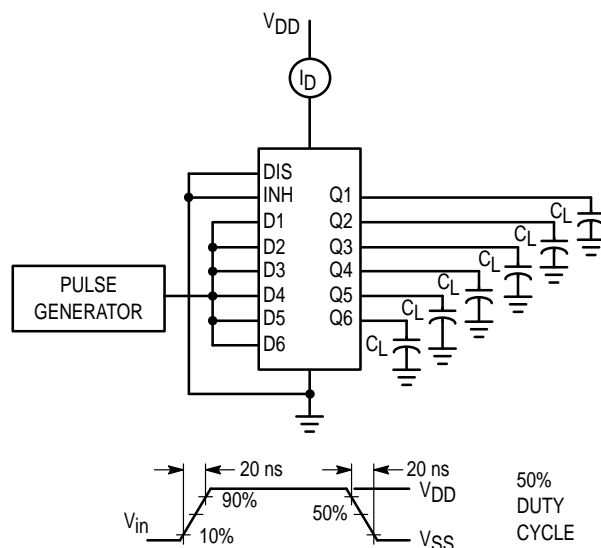 VDD
ID
DIS
INH
D1
D2
D3
D4
D5
D6
Q1
Q2
Q3
Q4
Q5
Q6
PULSE
GENERATOR
CL
CL
CL
CL
CL
CL
20 ns
20 ns
90%
50%
10%
Vin
VDD
VSS
50%
DUTY
CYCLE